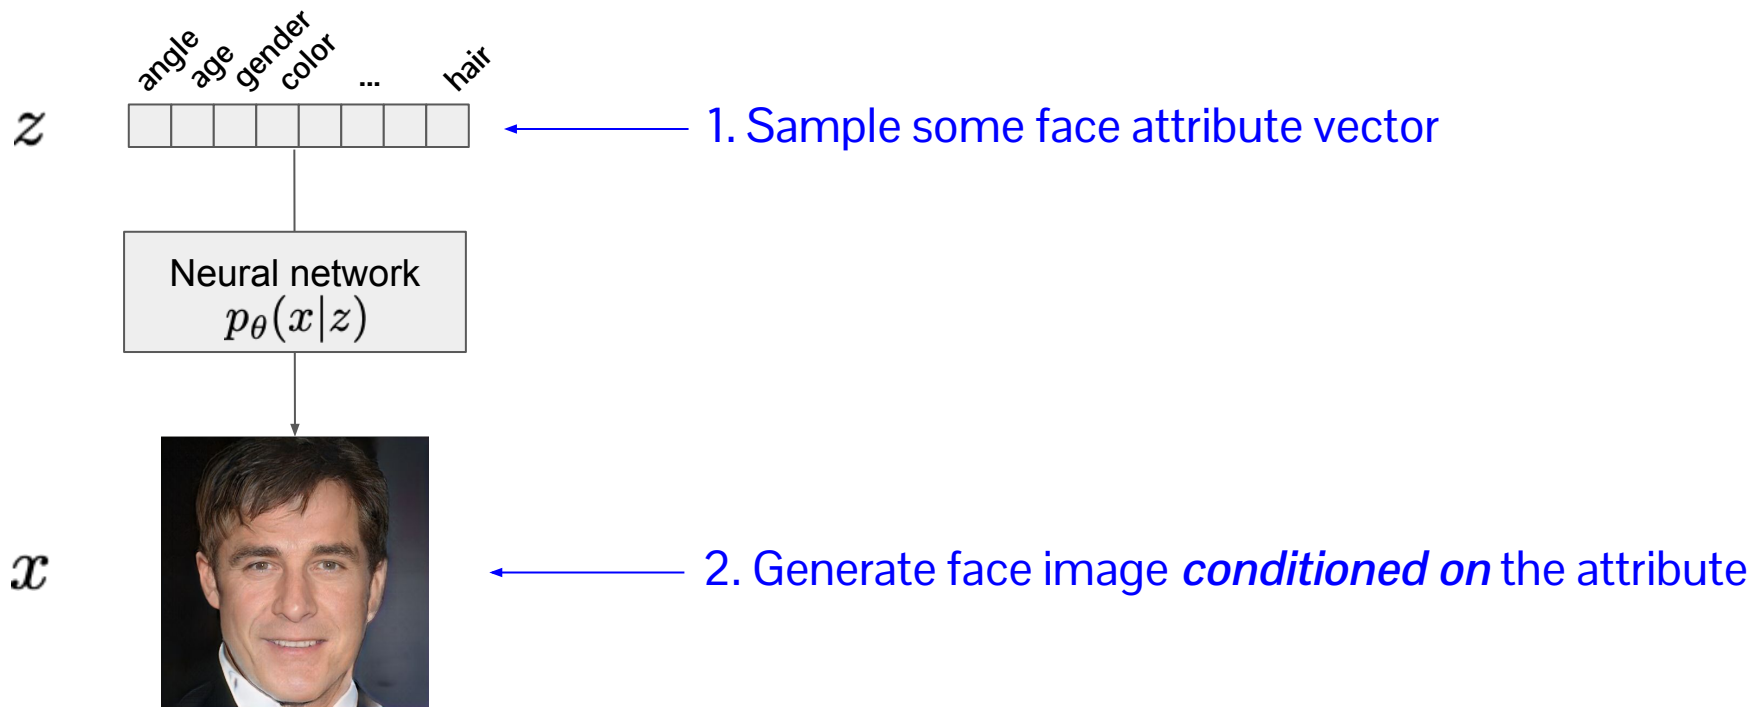 angle age gender color ... hair
z
1. Sample some face attribute vector
Neural network
p_θ(x|z)
x
2. Generate face image conditioned on the attribute